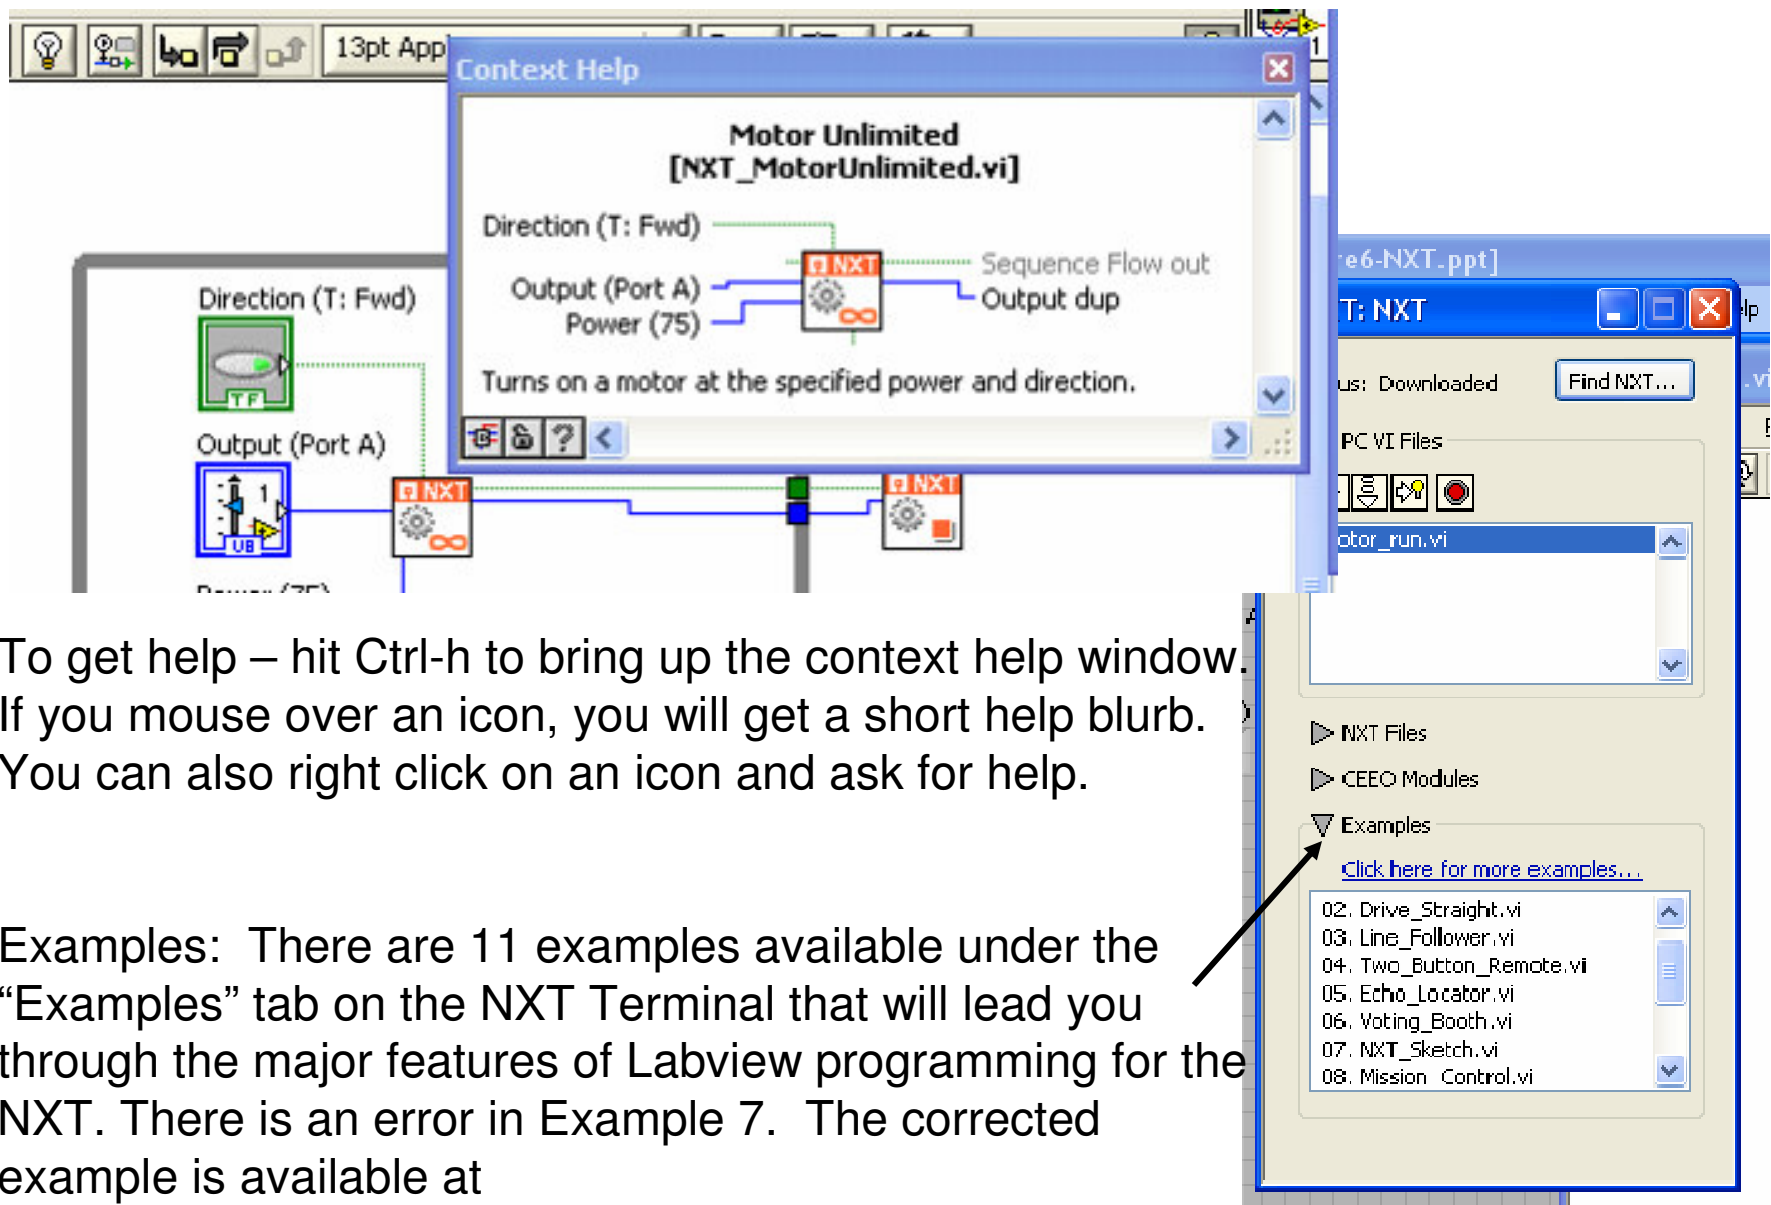 13pt App
Context Help
Motor Unlimited
[NXT_MotorUnlimited.vi]
Direction (T: Fwd)
NXT
Sequence Flow out
Output (Port A)
Output dup
Power (75)
Turns on a motor at the specified power and direction.
?
1
Direction (T: Fwd)
TF
Output (Port A)
1
U8
NXT
NXT
re6-NXT.ppt]
T: NXT
elp
us: Downloaded
Find NXT...
.vi
PC VI Files
otor_run.vi
NXT Files
CEEO Modules
Examples
Click here for more examples...
02. Drive_Straight.vi
03. Line_Follower.vi
04. Two_Button_Remote.vi
05. Echo_Locator.vi
06. Voting_Booth.vi
07. NXT_Sketch.vi
08. Mission_Control.vi
To get help – hit Ctrl-h to bring up the context help window.
If you mouse over an icon, you will get a short help blurb.
You can also right click on an icon and ask for help.
Examples:  There are 11 examples available under the
“Examples” tab on the NXT Terminal that will lead you
through the major features of Labview programming for the
NXT. There is an error in Example 7.  The corrected
example is available at